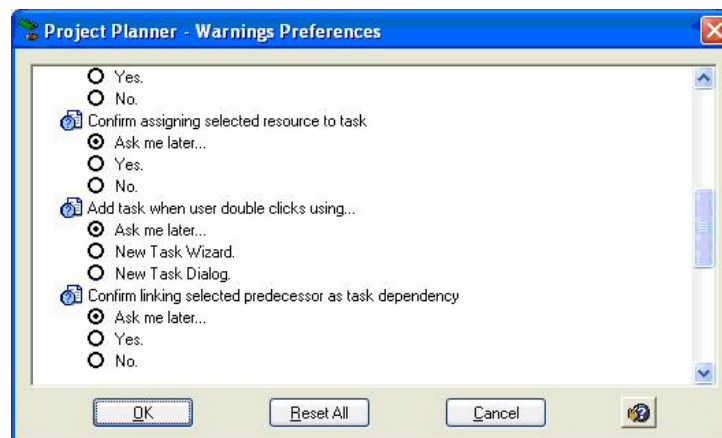 Project Planner - Warnings Preferences
Yes.
No.
Confirm assigning selected resource to task
Ask me later...
Yes.
No.
Add task when user double clicks using...
Ask me later...
New Task Wizard.
New Task Dialog.
Confirm linking selected predecessor as task dependency
Ask me later...
Yes.
No.
OK Reset All Cancel